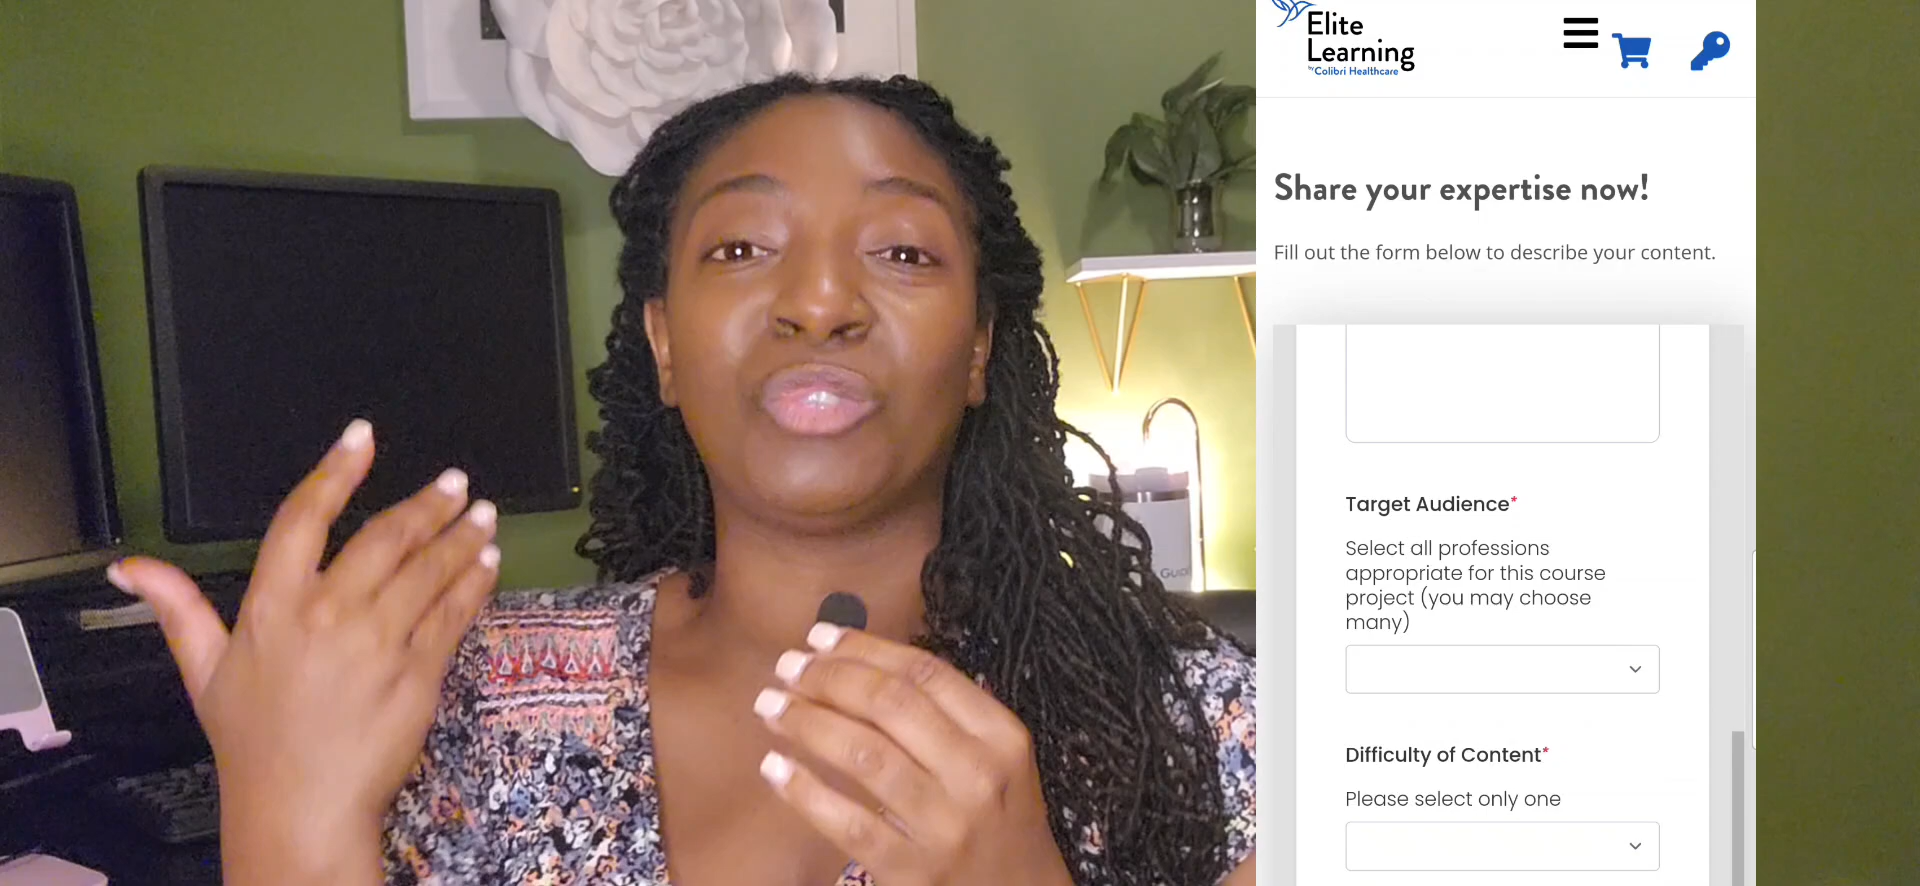 Elite
Learning
by Colibri Healthcare
Share your expertise now!
Fill out the form below to describe your content.
Target Audience*
Select all professions
appropriate for this course
project (you may choose
many)
Difficulty of Content*
Please select only one